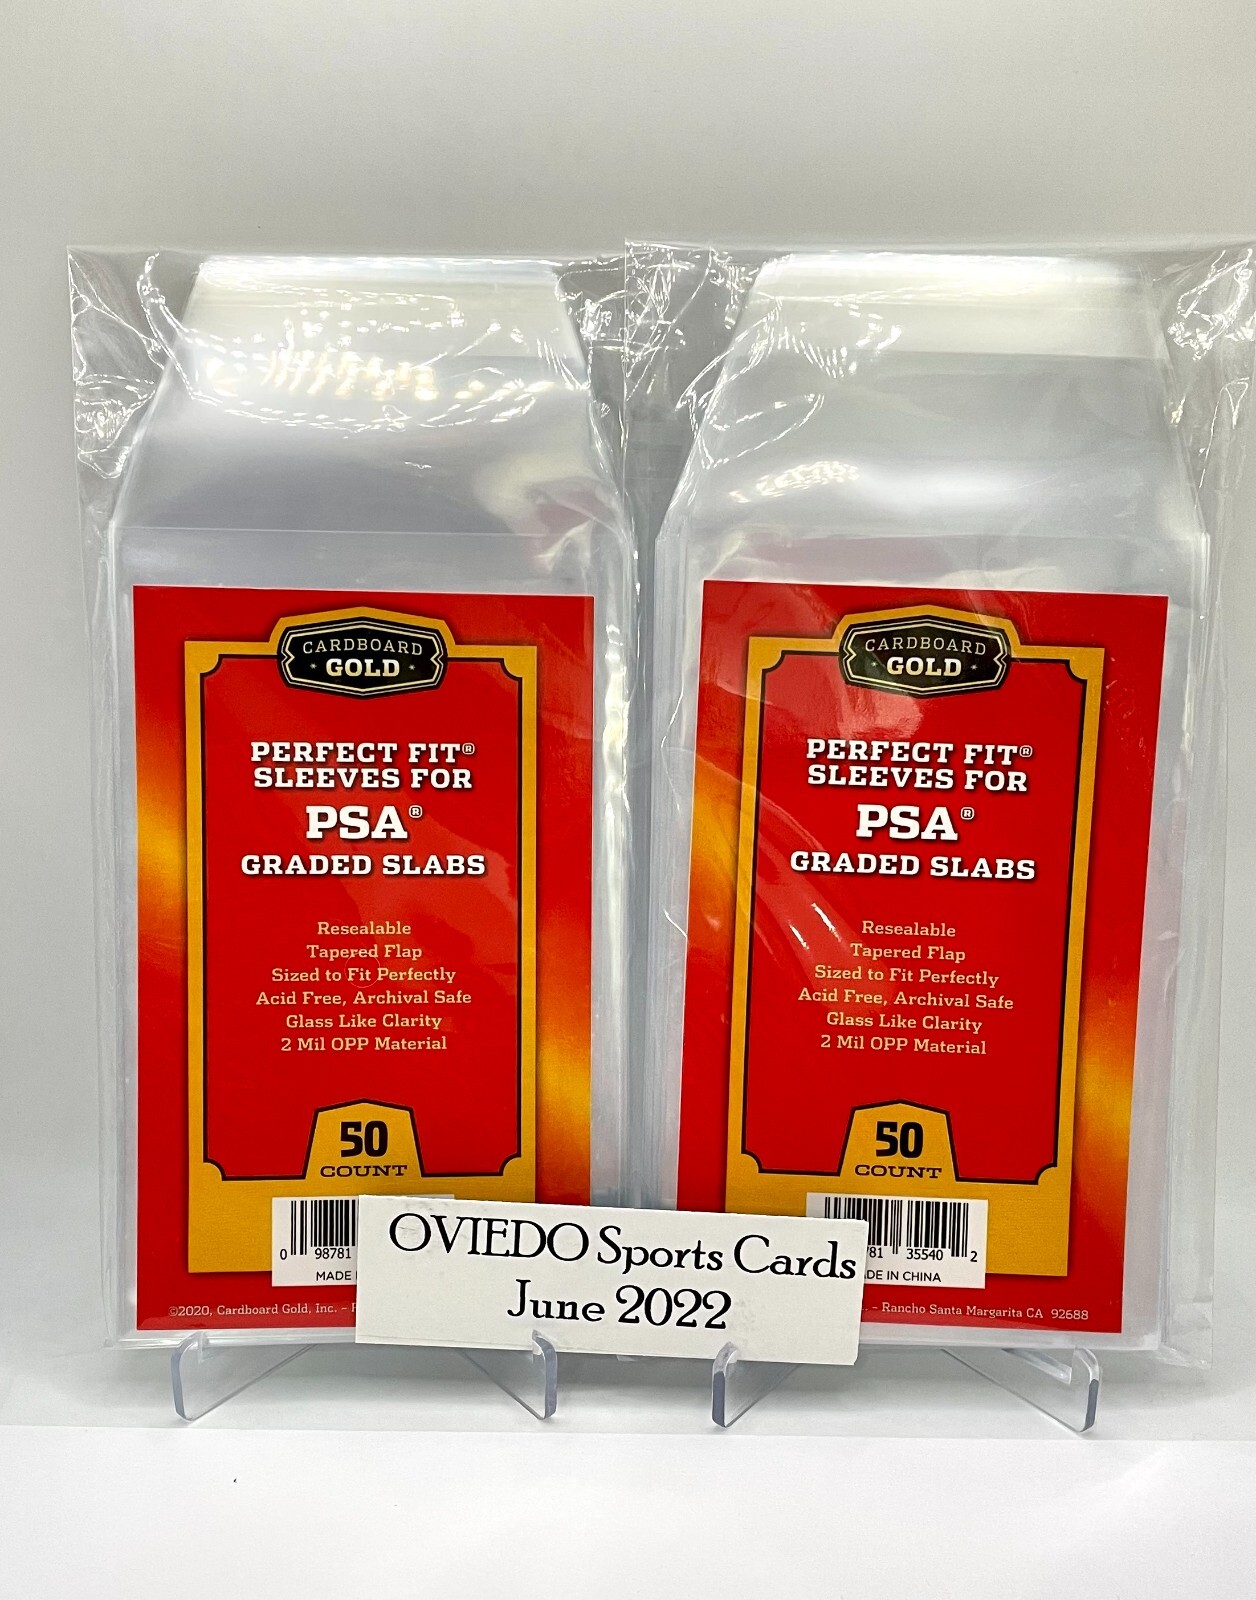 CARDBOARD
GOLD
PERFECT FIT®
SLEEVES FOR
PSA®
GRADED SLABS
Resealable
Tapered Flap
Sized to Fit Perfectly
Acid Free, Archival Safe
Glass Like Clarity
2 Mil OPP Material
50
COUNT
0 98781
MADE
©2020, Cardboard Gold, Inc. –
CARDBOARD
GOLD
PERFECT FIT®
SLEEVES FOR
PSA®
GRADED SLABS
Resealable
Tapered Flap
Sized to Fit Perfectly
Acid Free, Archival Safe
Glass Like Clarity
2 Mil OPP Material
50
COUNT
781 35540 2
DE IN CHINA
. – Rancho Santa Margarita CA 92688
OVIEDO Sports Cards
June 2022